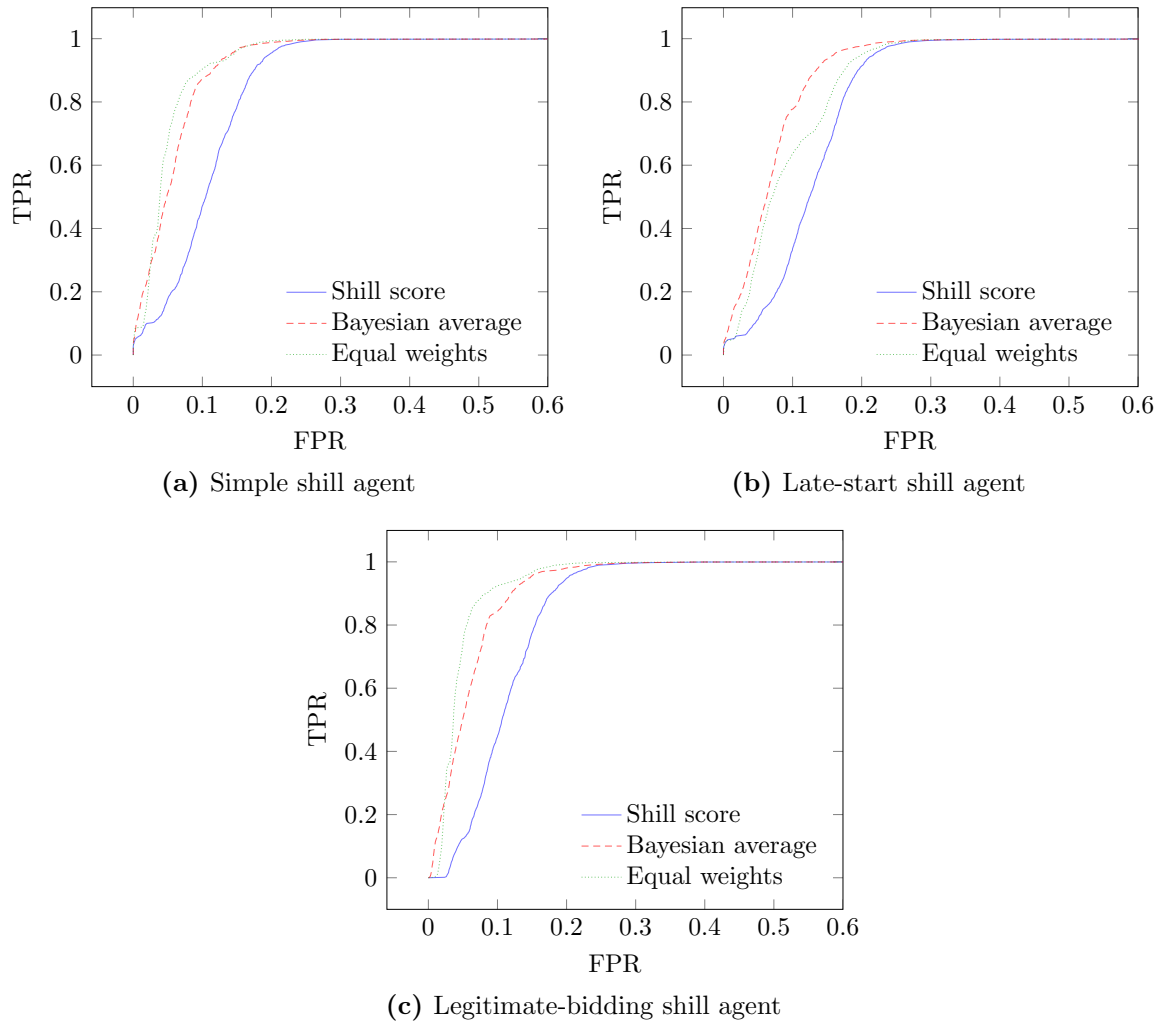 1
0.8
0.6
0.4
0.2
0
TPR
0 0.1 0.2 0.3 0.4 0.5 0.6
FPR
Shill score
Bayesian average
Equal weights
(a) Simple shill agent
1
0.8
0.6
0.4
0.2
0
TPR
0 0.1 0.2 0.3 0.4 0.5 0.6
FPR
Shill score
Bayesian average
Equal weights
(b) Late-start shill agent
1
0.8
0.6
0.4
0.2
0
TPR
0 0.1 0.2 0.3 0.4 0.5 0.6
FPR
Shill score
Bayesian average
Equal weights
(c) Legitimate-bidding shill agent